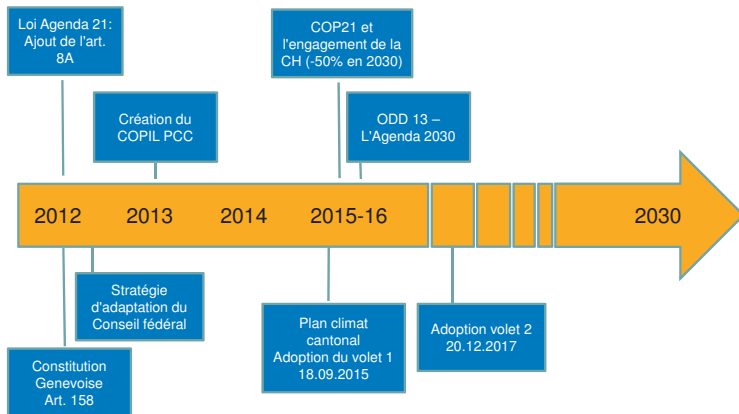 Loi Agenda 21:
Ajout de l'art.
8A
COP21 et
l'engagement de la
CH (-50% en 2030)
Création du
COPIL PCC
ODD 13 –
L'Agenda 2030
2012
2013
2014
2015-16
2030
Stratégie
d'adaptation du
Conseil fédéral
Constitution
Genevoise
Art. 158
Plan climat
cantonal
Adoption du volet 1
18.09.2015
Adoption volet 2
20.12.2017